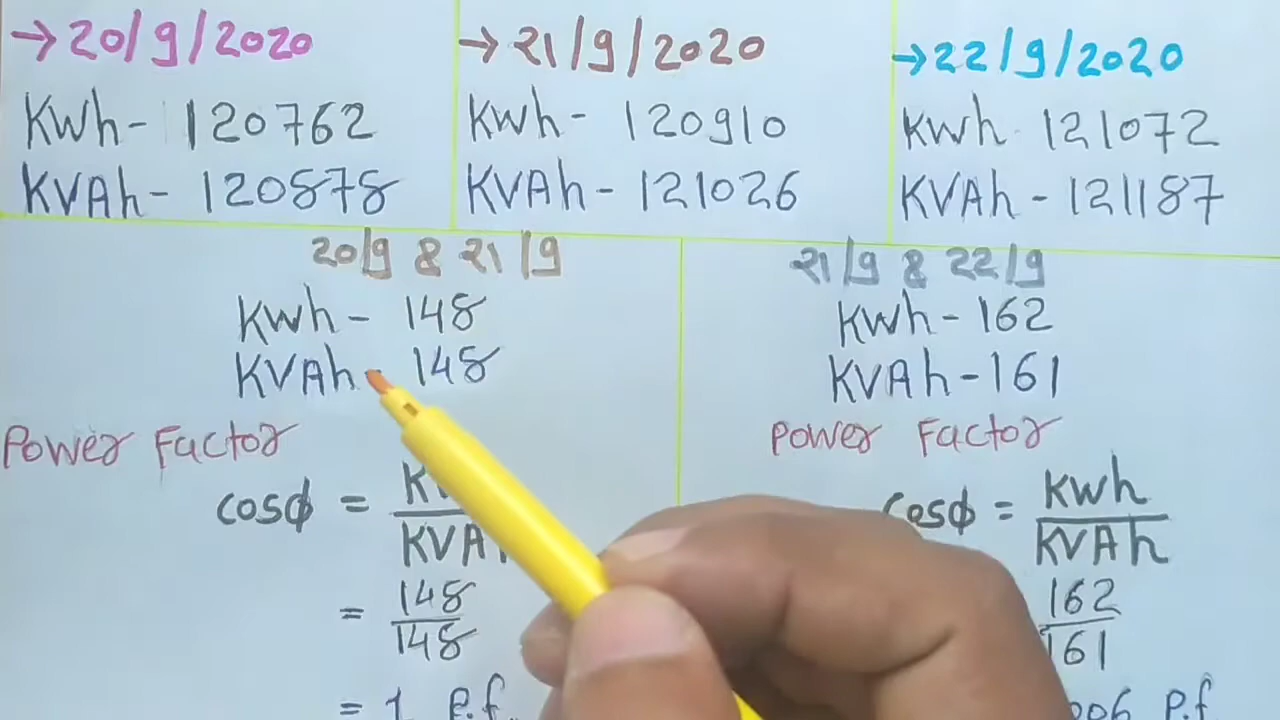 →20/9/2020
KWh- 120762
KVAh- 120878
→21/9/2020
KWh- 120910
KVAh- 121026
→22/9/2020
KWh 121072
KVAh - 121187
20/9 & 21/9
KWh - 148
KVAh - 148
Power Factor
cosϕ =
= 148
148
= 1 P.f.
21/9 & 22/9
KWh - 162
KVAh - 161
Power Factor
cosϕ = KWh
KVAh
162
161
P.f